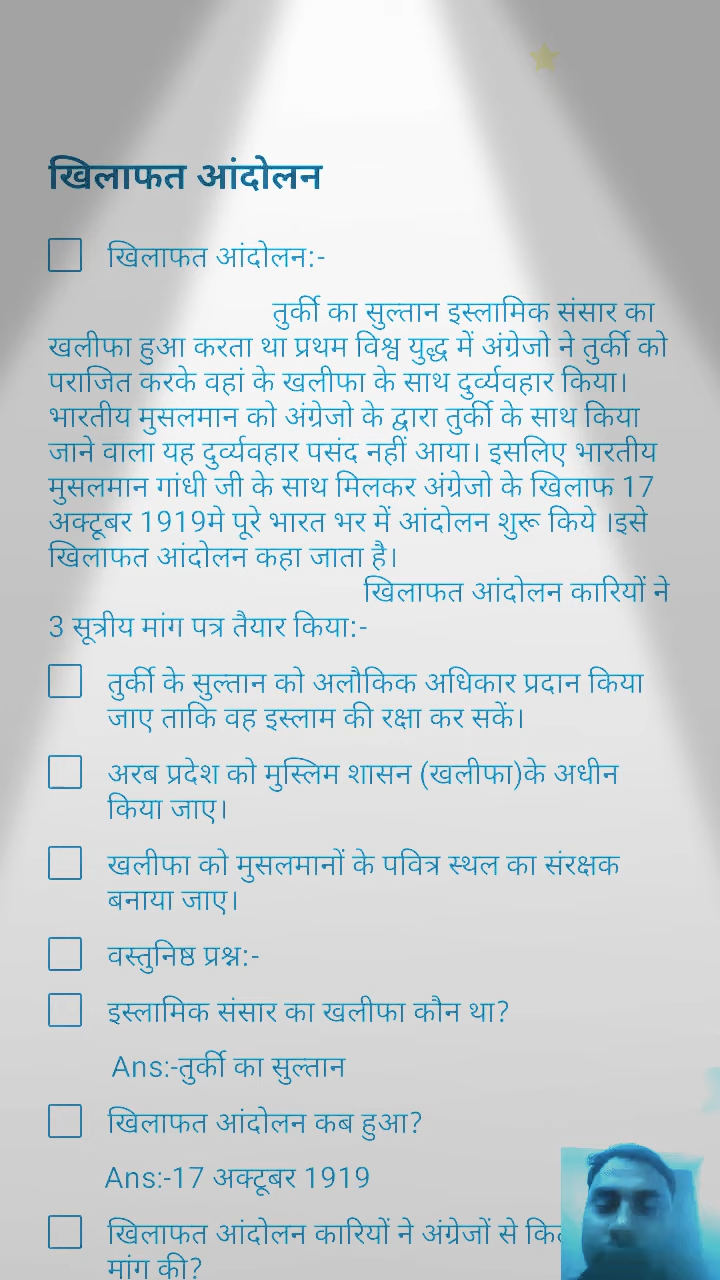 खिलाफत आंदोलन
खिलाफत आंदोलन:-
तुर्की का सुल्तान इस्लामिक संसार का
खलीफा हुआ करता था प्रथम विश्व युद्ध में अंग्रेजो ने तुर्की को
पराजित करके वहां के खलीफा के साथ दुर्व्यवहार किया।
भारतीय मुसलमान को अंग्रेजो के द्वारा तुर्की के साथ किया
जाने वाला यह दुर्व्यवहार पसंद नहीं आया। इसलिए भारतीय
मुसलमान गांधी जी के साथ मिलकर अंग्रेजो के खिलाफ 17
अक्टूबर 1919मे पूरे भारत भर में आंदोलन शुरू किये ।इसे
खिलाफत आंदोलन कहा जाता है।
खिलाफत आंदोलन कारियों ने
3 सूत्रीय मांग पत्र तैयार किया:-
तुर्की के सुल्तान को अलौकिक अधिकार प्रदान किया
जाए ताकि वह इस्लाम की रक्षा कर सकें।
अरब प्रदेश को मुस्लिम शासन (खलीफा)के अधीन
किया जाए।
खलीफा को मुसलमानों के पवित्र स्थल का संरक्षक
बनाया जाए।
वस्तुनिष्ठ प्रश्न:-
इस्लामिक संसार का खलीफा कौन था?
Ans:-तुर्की का सुल्तान
खिलाफत आंदोलन कब हुआ?
Ans:-17 अक्टूबर 1919
खिलाफत आंदोलन कारियों ने अंग्रेजों से
मांग की?